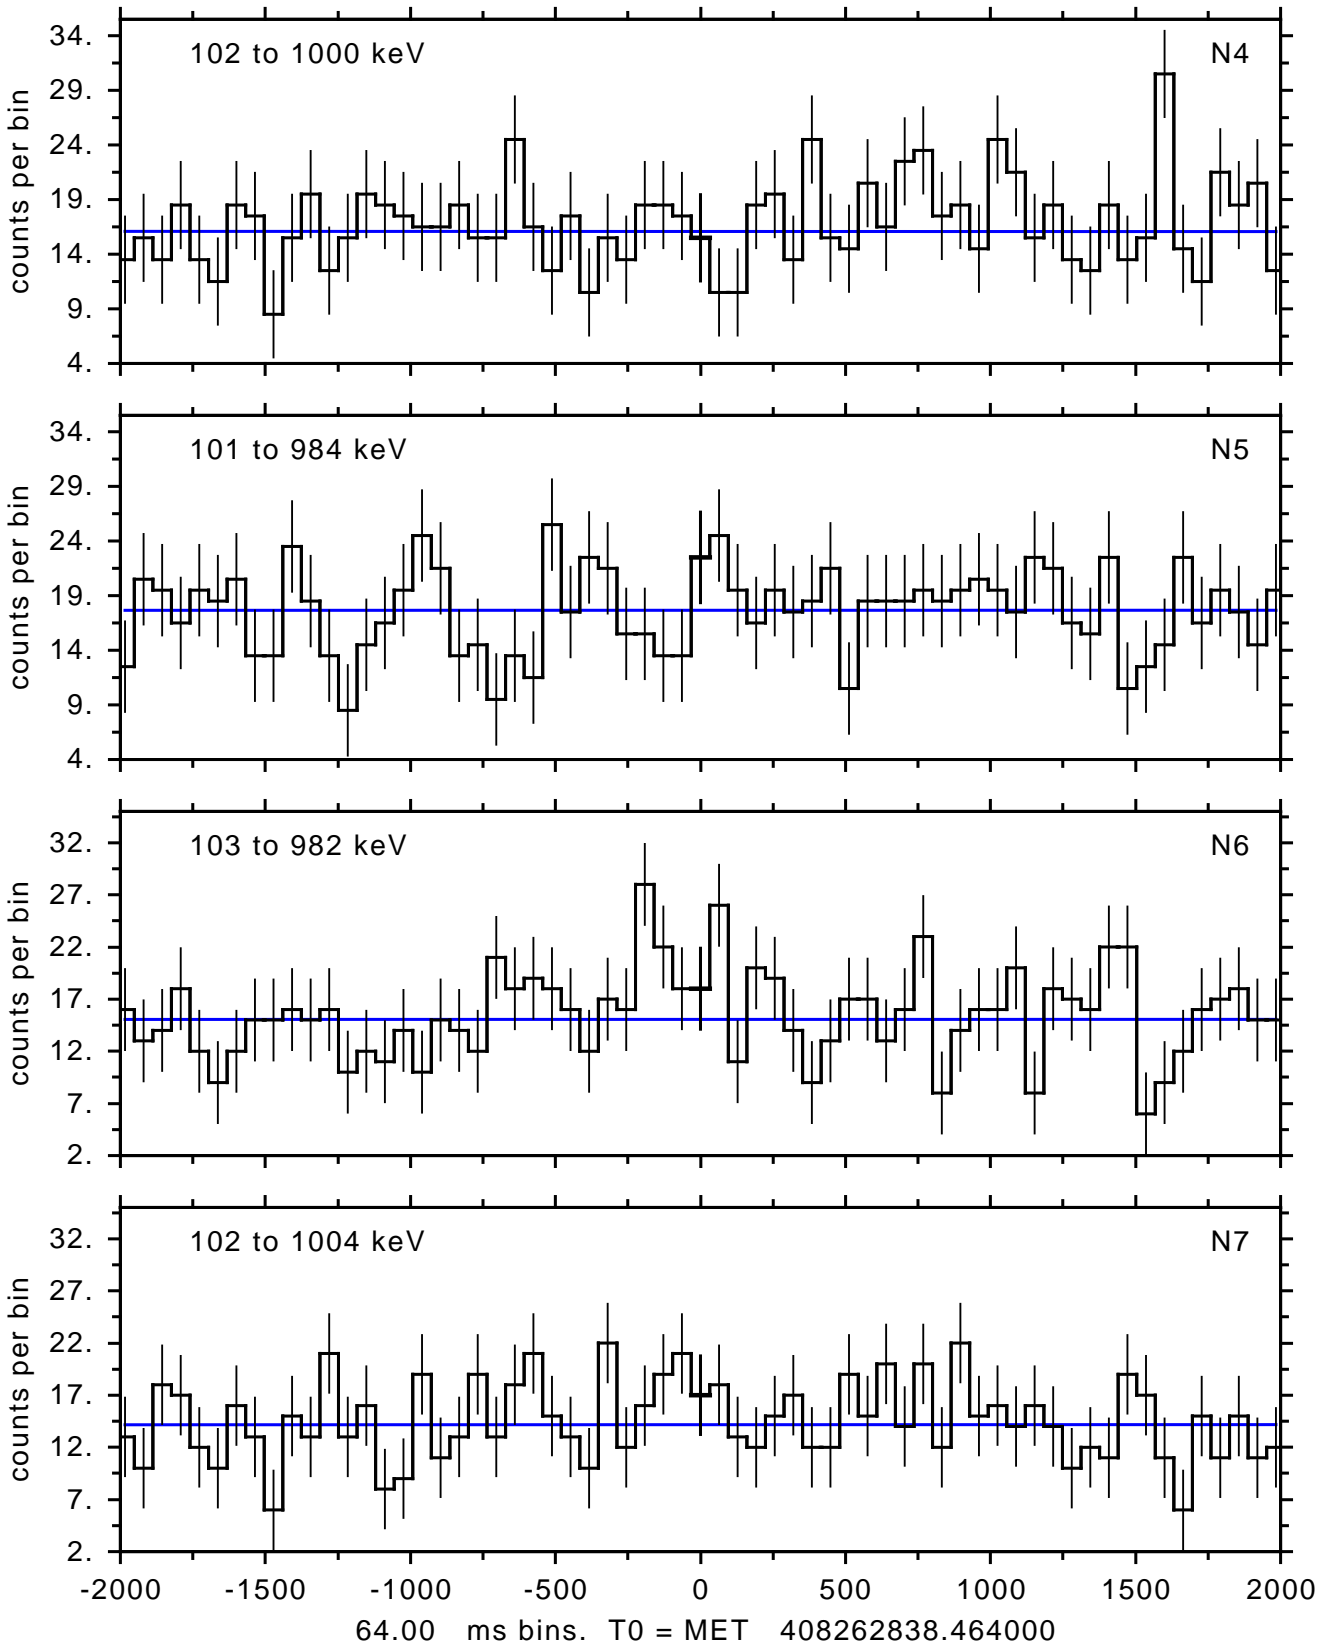 34.
102 to 1000 keV
N4
29.
24.
19.
14.
9.
4.
counts per bin
34.
101 to 984 keV
N5
29.
24.
19.
14.
9.
4.
counts per bin
32.
103 to 982 keV
N6
27.
22.
17.
12.
7.
2.
counts per bin
32.
102 to 1004 keV
N7
27.
22.
17.
12.
7.
2.
counts per bin
-2000 -1500 -1000 -500 0 500 1000 1500 2000
64.00 ms bins. T0 = MET 408262838.464000